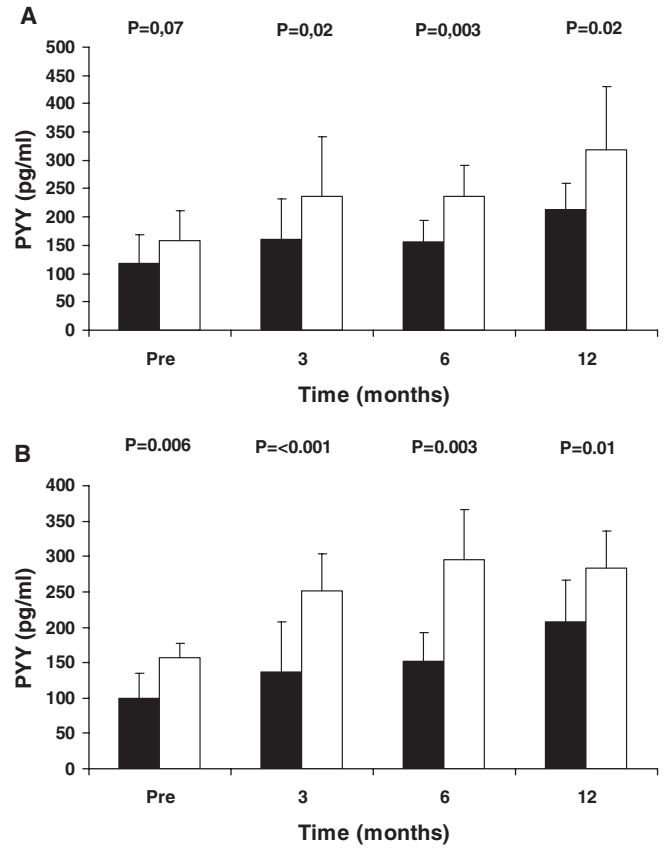 A
P=0,07 P=0,02 P=0,003 P=0.02
500
450
400
350
300
250
200
150
100
50
0
PYY (pg/ml)
Pre 3 6 12
Time (months)
B
P=0.006 P=<0.001 P=0.003 P=0.01
400
350
300
250
200
150
100
50
0
PYY (pg/ml)
Pre 3 6 12
Time (months)